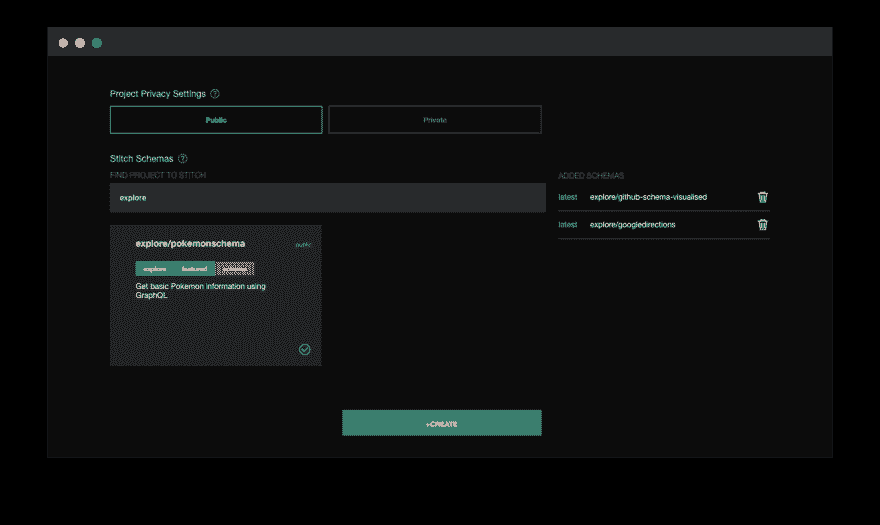 Project Privacy Settings ?
Public
Private
Stitch Schemas ?
FIND PROJECT TO STITCH
explore
ADDED SCHEMAS
latest explore/github-schema-visualised
latest explore/googledirections
explore/pokemonschema
public
explore featured
Get basic Pokemon information using
GraphQL
+CREATE